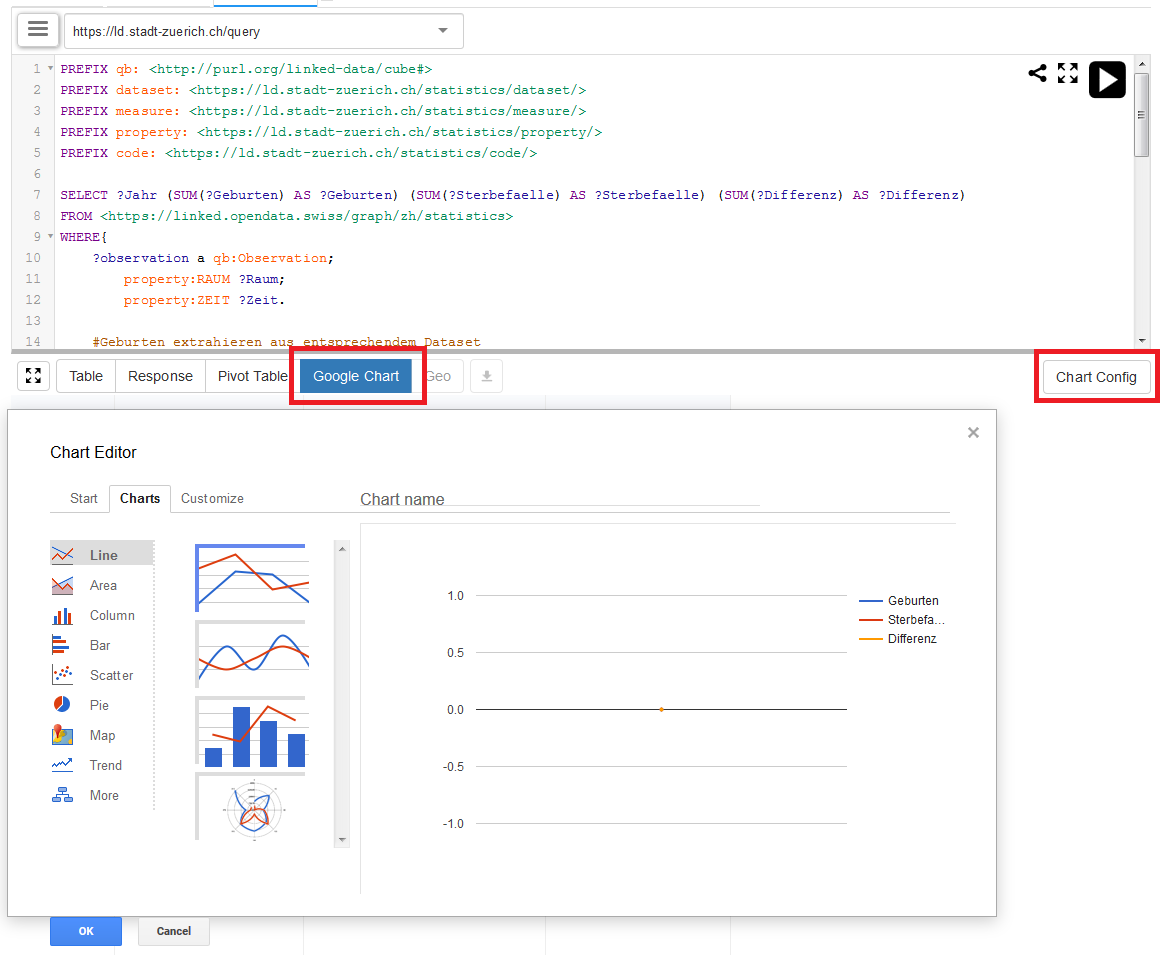 https://ld.stadt-zuerich.ch/query
1 PREFIX qb: <http://purl.org/linked-data/cube#>
2 PREFIX dataset: <https://ld.stadt-zuerich.ch/statistics/dataset/>
3 PREFIX measure: <https://ld.stadt-zuerich.ch/statistics/measure/>
4 PREFIX property: <https://ld.stadt-zuerich.ch/statistics/property/>
5 PREFIX code: <https://ld.stadt-zuerich.ch/statistics/code/>
6
7 SELECT ?Jahr (SUM(?Geburten) AS ?Geburten) (SUM(?Sterbefaelle) AS ?Sterbefaelle) (SUM(?Differenz) AS ?Differenz)
8 FROM <https://linked.opendata.swiss/graph/zh/statistics>
9 WHERE{
10 ?observation a qb:Observation;
11 property:RAUM ?Raum;
12 property:ZEIT ?Zeit.
13
14 #Geburten extrahieren aus entsprechendem Dataset
Table Response Pivot Table Google Chart Geo Chart Config
×
Chart Editor
Start Charts Customize Chart name
Line
Area
Column
Bar
Scatter
Pie
Map
Trend
More
1.0
0.5
0.0
-0.5
-1.0
Geburten
Sterbefa...
Differenz
OK Cancel